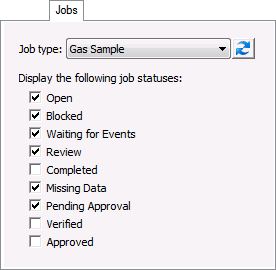 Jobs
Job type: Gas Sample
Display the following job statuses:
Open
Blocked
Waiting for Events
Review
Completed
Missing Data
Pending Approval
Verified
Approved